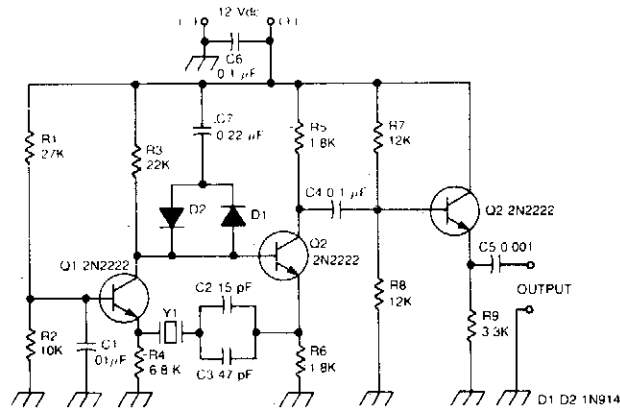 (-) 12 Vdc (+)
C6
0.1 µF
C7
0.22 µF
R1
27K
R3
22K
R5
1.8K
R7
12K
C4 0.1 µF
D2
D1
Q2 2N2222
Q1 2N2222
Q2
2N2222
C5 0.001
C2 15 pF
R8
12K
OUTPUT
Y1
R2
10K
C1
01µF
R4
6.8 K
C3 47 pF
R6
1.8K
R9
3.3K
D1 D2 1N914